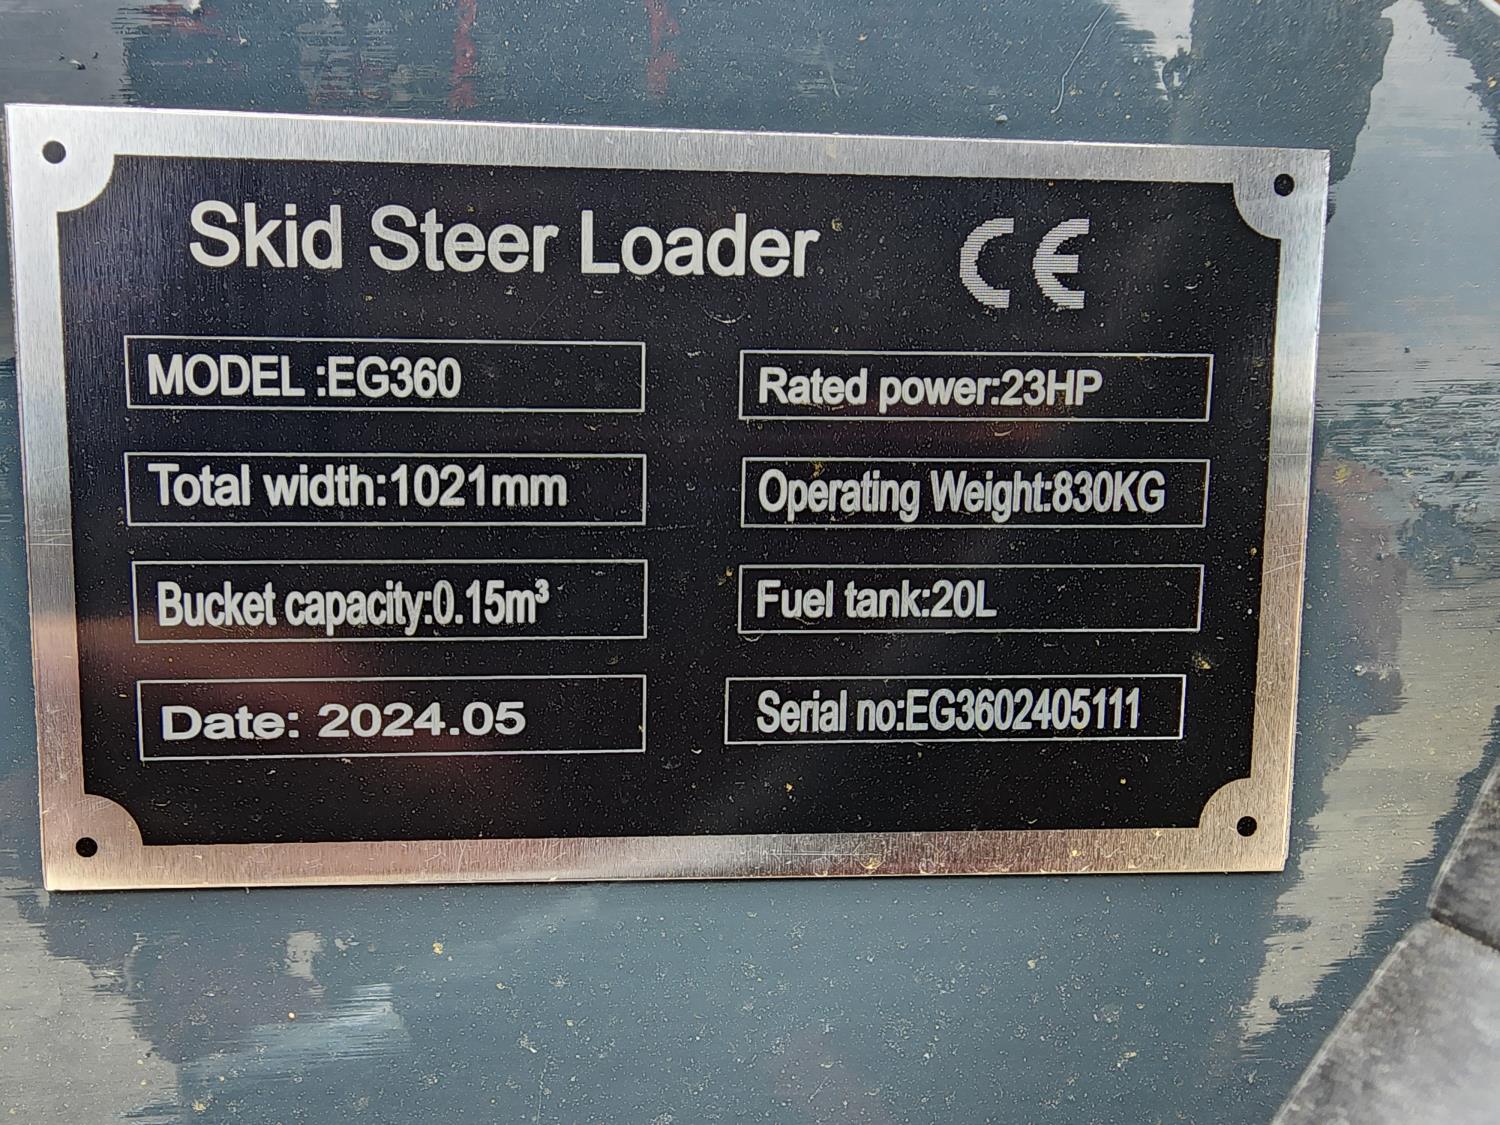 Skid Steer Loader CE
MODEL :EG360
Rated power:23HP
Total width:1021mm
Operating Weight:830KG
Bucket capacity:0.15m³
Fuel tank:20L
Date: 2024.05
Serial no:EG3602405111